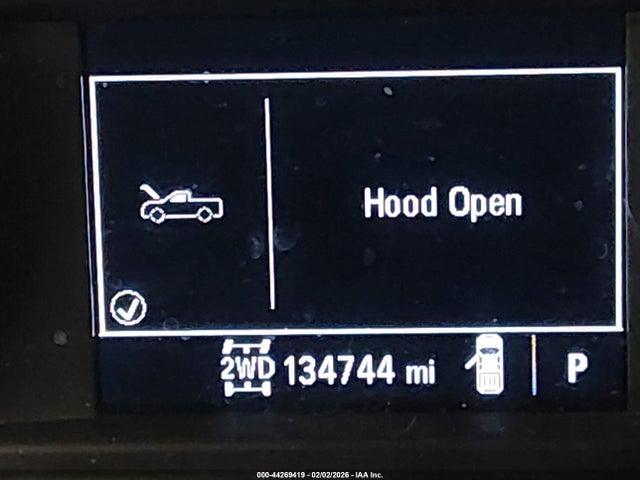 Hood Open
2WD 134744 mi P
000-44269419 - 02/02/2026 - IAA Inc.